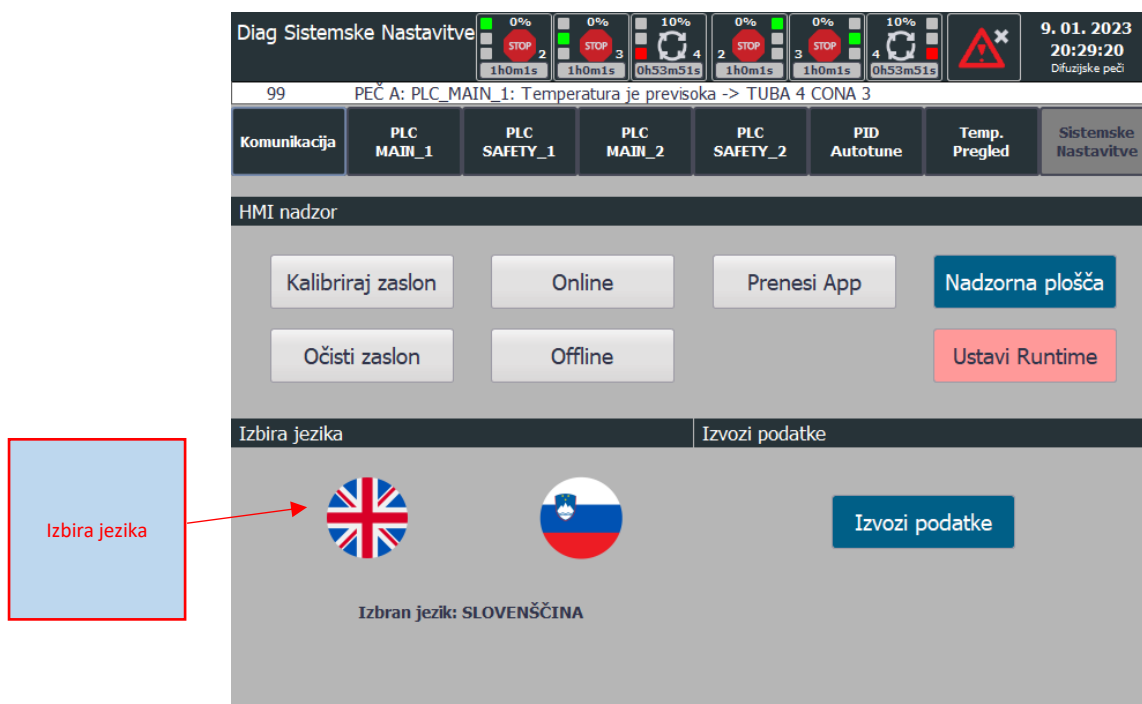 Diag Sistemske Nastavitve
0%
STOP
2
1h0m1s
0%
STOP
3
1h0m1s
10%
4
0h53m51s
0%
2
STOP
1h0m1s
0%
3
STOP
1h0m1s
10%
4
0h53m51s
9. 01. 2023
20:29:20
Difuzijske peči
99 PEČ A: PLC_MAIN_1: Temperatura je previsoka -> TUBA 4 CONA 3
Komunikacija
PLC
MAIN_1
PLC
SAFETY_1
PLC
MAIN_2
PLC
SAFETY_2
PID
Autotune
Temp.
Pregled
Sistemske
Nastavitve
HMI nadzor
Kalibriraj zaslon
Online
Prenesi App
Nadzorna plošča
Očisti zaslon
Offline
Ustavi Runtime
Izbira jezika
Izvozi podatke
Izbira jezika
Izvozi podatke
Izbran jezik: SLOVENŠČINA